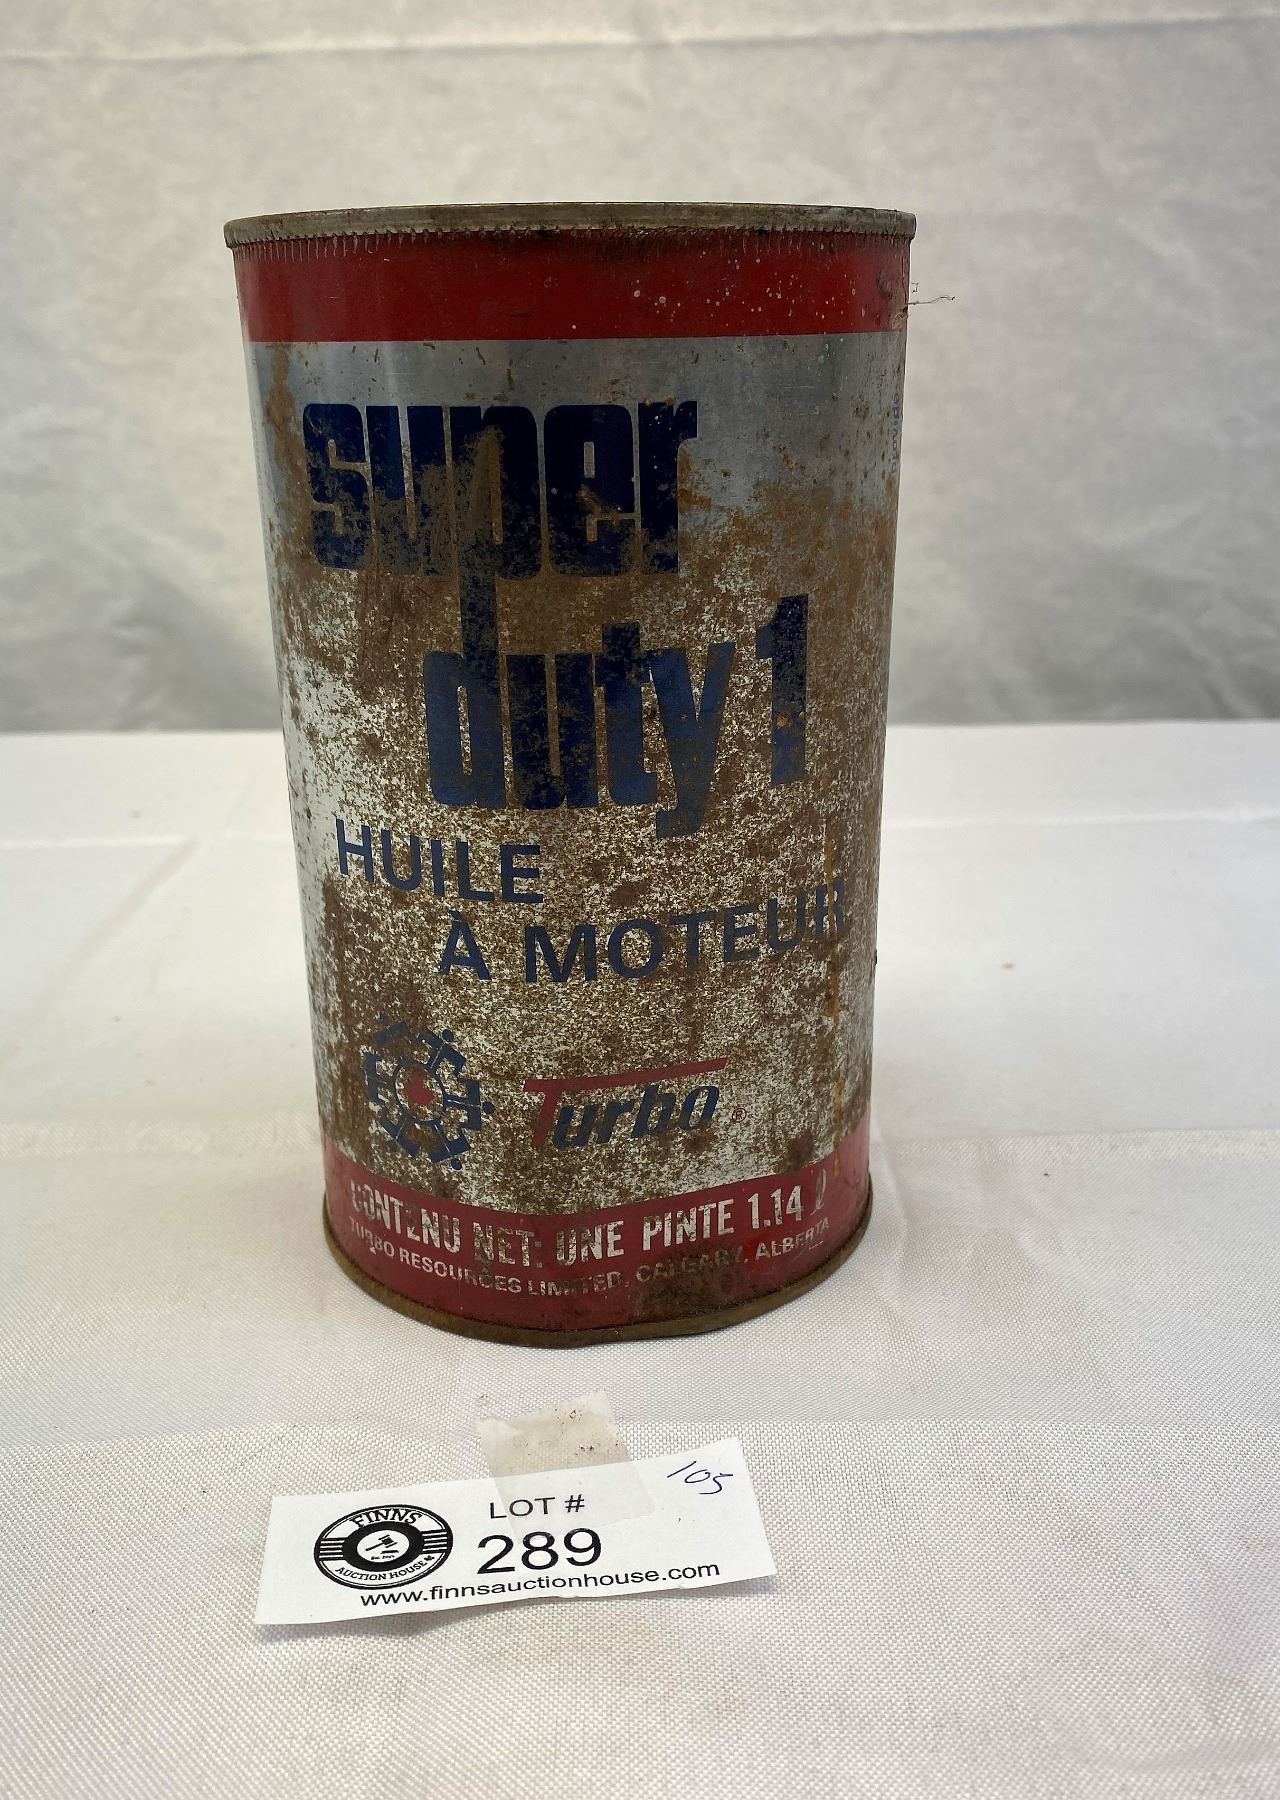 super
duty 1
HUILE
À MOTEUR
Turbo ®
CONTENU NET: UNE PINTE 1.14 ℓ
TURBO RESOURCES LIMITED, CALGARY, ALBERTA
105
LOT #
FINNS
AUCTION HOUSE
289
www.finnsauctionhouse.com